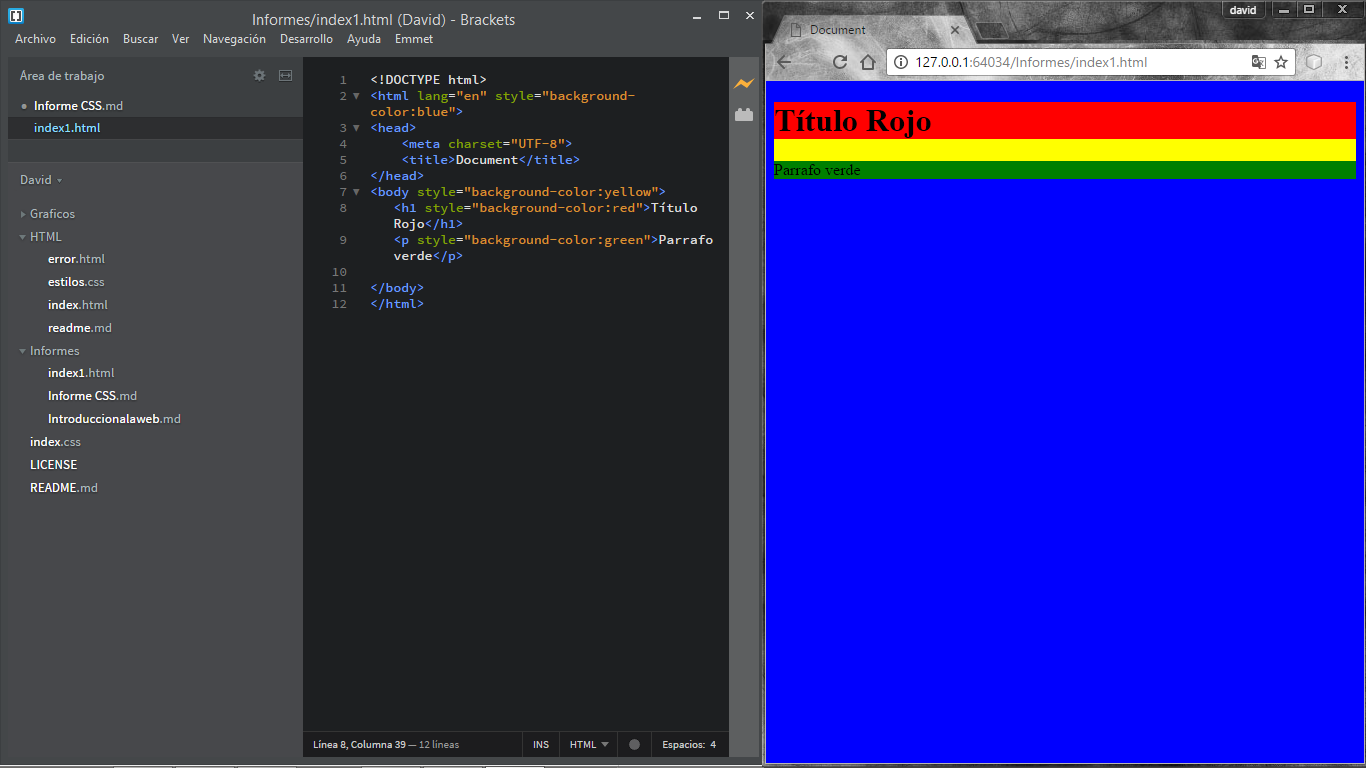 Informes/index1.html (David) - Brackets
Archivo Edición Buscar Ver Navegación Desarrollo Ayuda Emmet
Área de trabajo
Informe CSS.md
index1.html
David
Graficos
HTML
error.html
estilos.css
index.html
readme.md
Informes
index1.html
Informe CSS.md
Introduccionalaweb.md
index.css
LICENSE
README.md
1 <!DOCTYPE html>
2 <html lang="en" style="background-
color:blue">
3 <head>
4 <meta charset="UTF-8">
5 <title>Document</title>
6 </head>
7 <body style="background-color:yellow">
8 <h1 style="background-color:red">Título
Rojo</h1>
9 <p style="background-color:green">Parrafo
verde</p>
10
11 </body>
12 </html>
Línea 8, Columna 39 — 12 líneas INS HTML Espacios: 4
david
Document
127.0.0.1:64034/Informes/index1.html
Título Rojo
Parrafo verde